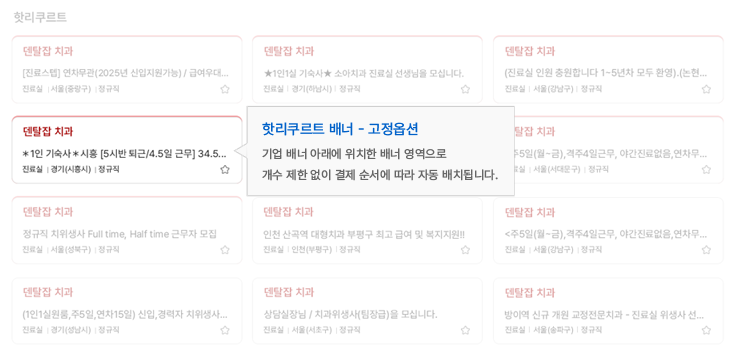 핫리쿠르트
덴탈잡 치과
[진료스텝] 연차무관(2025년 신입지원가능) / 급여우대...
진료실 | 서울(중랑구) | 정규직
덴탈잡 치과
★1인1실 기숙사★ 소아치과 진료실 선생님을 모십니다.
진료실 | 경기(하남시) | 정규직
덴탈잡 치과
(진료실 인원 충원합니다 1~5년차 모두 환영).(논현...
진료실 | 서울(강남구) | 정규직
덴탈잡 치과
＊1인 기숙사＊시흥 [5시반 퇴근/4.5일 근무] 34.5...
진료실 | 경기(시흥시) | 정규직
핫리쿠르트 배너 - 고정옵션
기업 배너 아래에 위치한 배너 영역으로
개수 제한 없이 결제 순서에 따라 자동 배치됩니다.
주5일(월~금),격주4일근무, 야간진료없음,연차무...
진료실 | 서울(서대문구) | 정규직
덴탈잡 치과
정규직 치위생사 Full time, Half time 근무자 모집
진료실 | 서울(성북구) | 정규직
덴탈잡 치과
인천 산곡역 대형치과 부평구 최고 급여 및 복지지원!!
진료실 | 인천(부평구) | 정규직
덴탈잡 치과
<주5일(월~금),격주4일근무, 야간진료없음,연차무...
진료실 | 서울(강남구) | 정규직
덴탈잡 치과
(1인1실원룸,주5일,연차15일) 신입,경력자 치위생사...
진료실 | 경기(성남시) | 정규직
덴탈잡 치과
상담실장님 / 치과위생사(팀장급)을 모십니다.
진료실 | 서울(서초구) | 정규직
덴탈잡 치과
방이역 신규 개원 교정전문치과 - 진료실 위생사 선...
진료실 | 서울(송파구) | 정규직